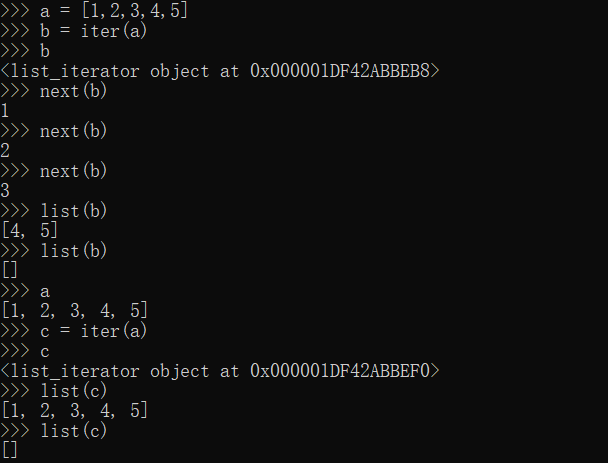 >>> a = [1,2,3,4,5]
>>> b = iter(a)
>>> b
<list_iterator object at 0x000001DF42ABBEB8>
>>> next(b)
1
>>> next(b)
2
>>> next(b)
3
>>> list(b)
[4, 5]
>>> list(b)
[]
>>> a
[1, 2, 3, 4, 5]
>>> c = iter(a)
>>> c
<list_iterator object at 0x000001DF42ABBEF0>
>>> list(c)
[1, 2, 3, 4, 5]
>>> list(c)
[]